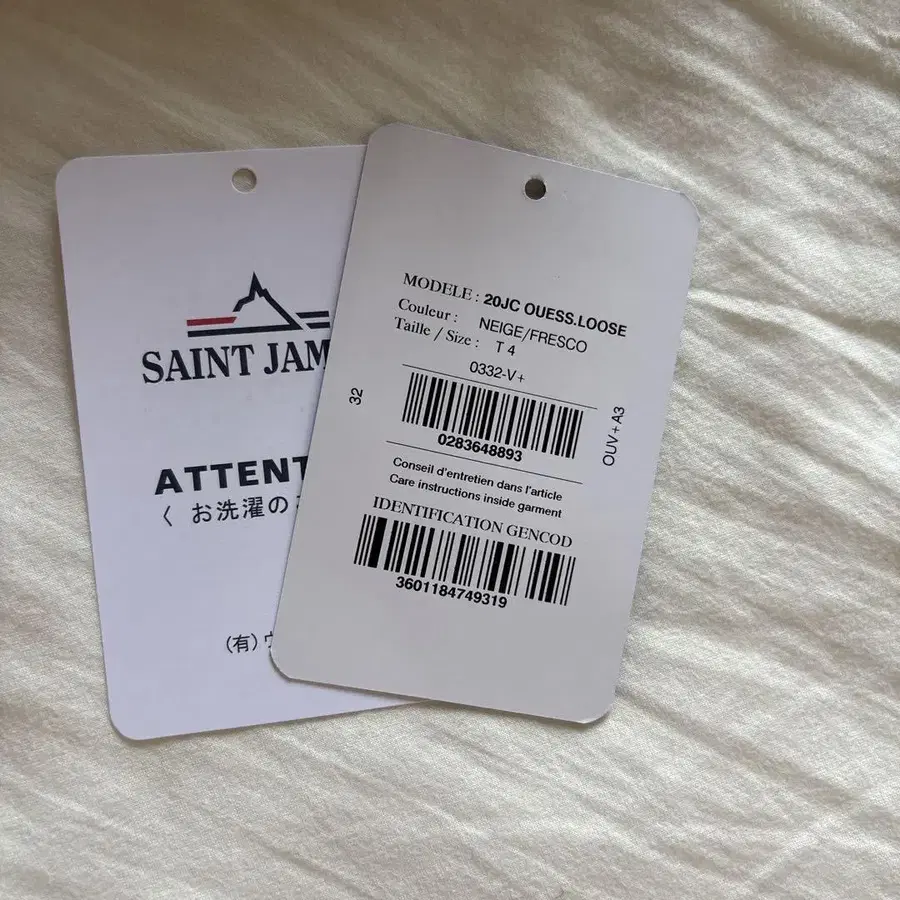 SAINT JAM
ATTENT
〈 お洗濯の
(有)
MODELE : 20JC OUESS.LOOSE
Couleur : NEIGE/FRESCO
Taille / Size : T 4
0332-V+
32
OUV+A3
0283648893
Conseil d'entretien dans l'article
Care instructions inside garment
IDENTIFICATION GENCOD
3601184749319